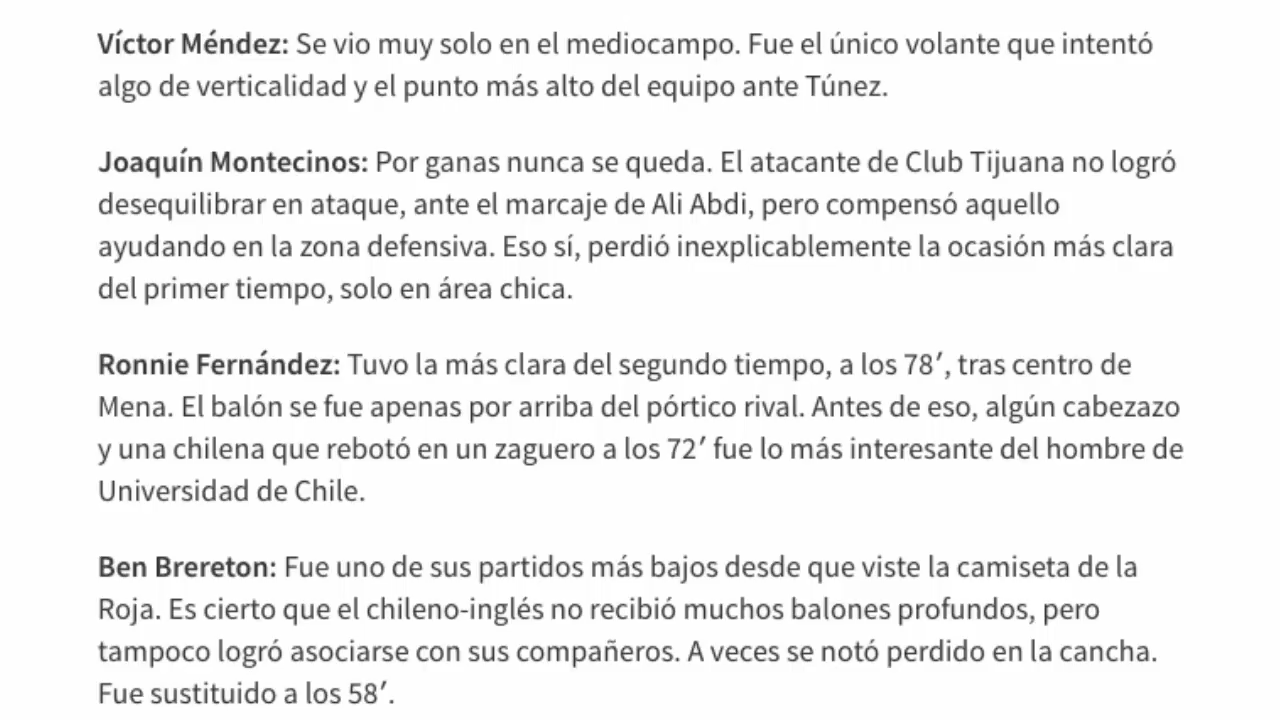 Víctor Méndez: Se vio muy solo en el mediocampo. Fue el único volante que intentó
algo de verticalidad y el punto más alto del equipo ante Túnez.
Joaquín Montecinos: Por ganas nunca se queda. El atacante de Club Tijuana no logró
desequilibrar en ataque, ante el marcaje de Ali Abdi, pero compensó aquello
ayudando en la zona defensiva. Eso sí, perdió inexplicablemente la ocasión más clara
del primer tiempo, solo en área chica.
Ronnie Fernández: Tuvo la más clara del segundo tiempo, a los 78′, tras centro de
Mena. El balón se fue apenas por arriba del pórtico rival. Antes de eso, algún cabezazo
y una chilena que rebotó en un zaguero a los 72′ fue lo más interesante del hombre de
Universidad de Chile.
Ben Brereton: Fue uno de sus partidos más bajos desde que viste la camiseta de la
Roja. Es cierto que el chileno-inglés no recibió muchos balones profundos, pero
tampoco logró asociarse con sus compañeros. A veces se notó perdido en la cancha.
Fue sustituido a los 58′.